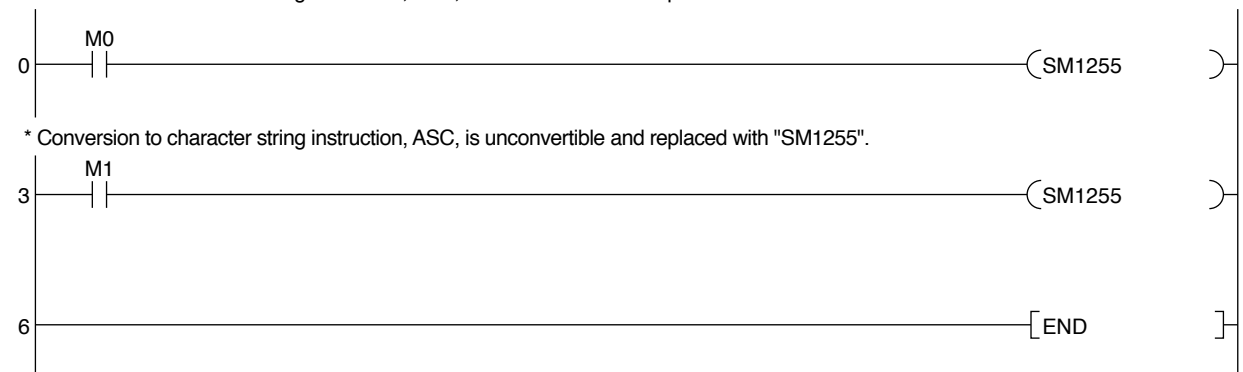 M0
0 SM1255
* Conversion to character string instruction, ASC, is unconvertible and replaced with "SM1255".
M1
3 SM1255
6 END